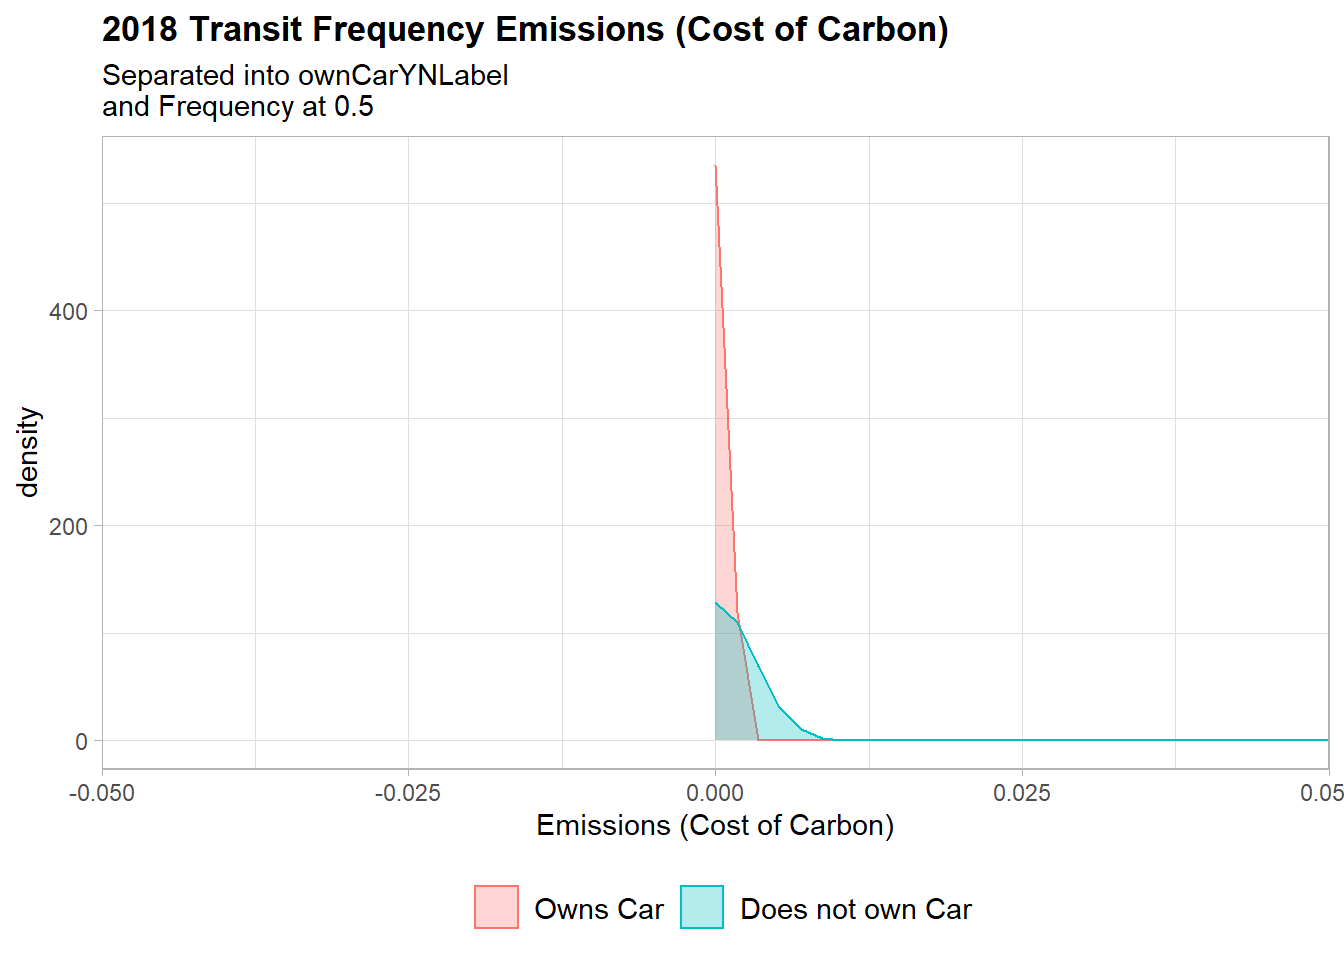 2018 Transit Frequency Emissions (Cost of Carbon)
Separated into ownCarYNLabel
and Frequency at 0.5
density
400
200
0
-0.050
-0.025
0.000
0.025
0.05
Emissions (Cost of Carbon)
Owns Car
Does not own Car